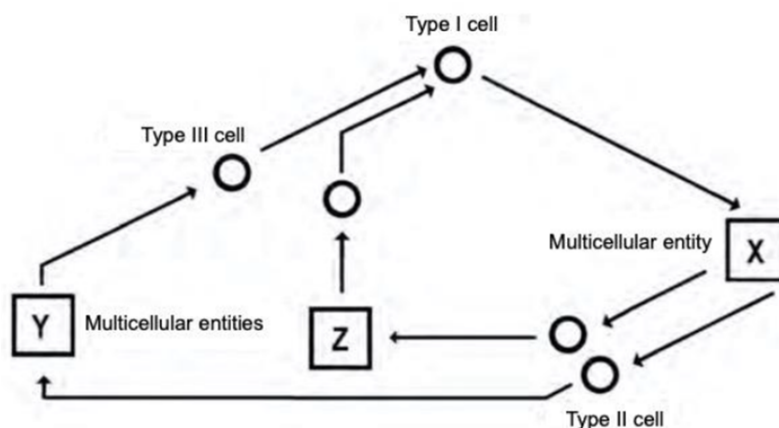 Type I cell
Type III cell
Multicellular entity
X
Y
Multicellular entities
Z
Type II cell